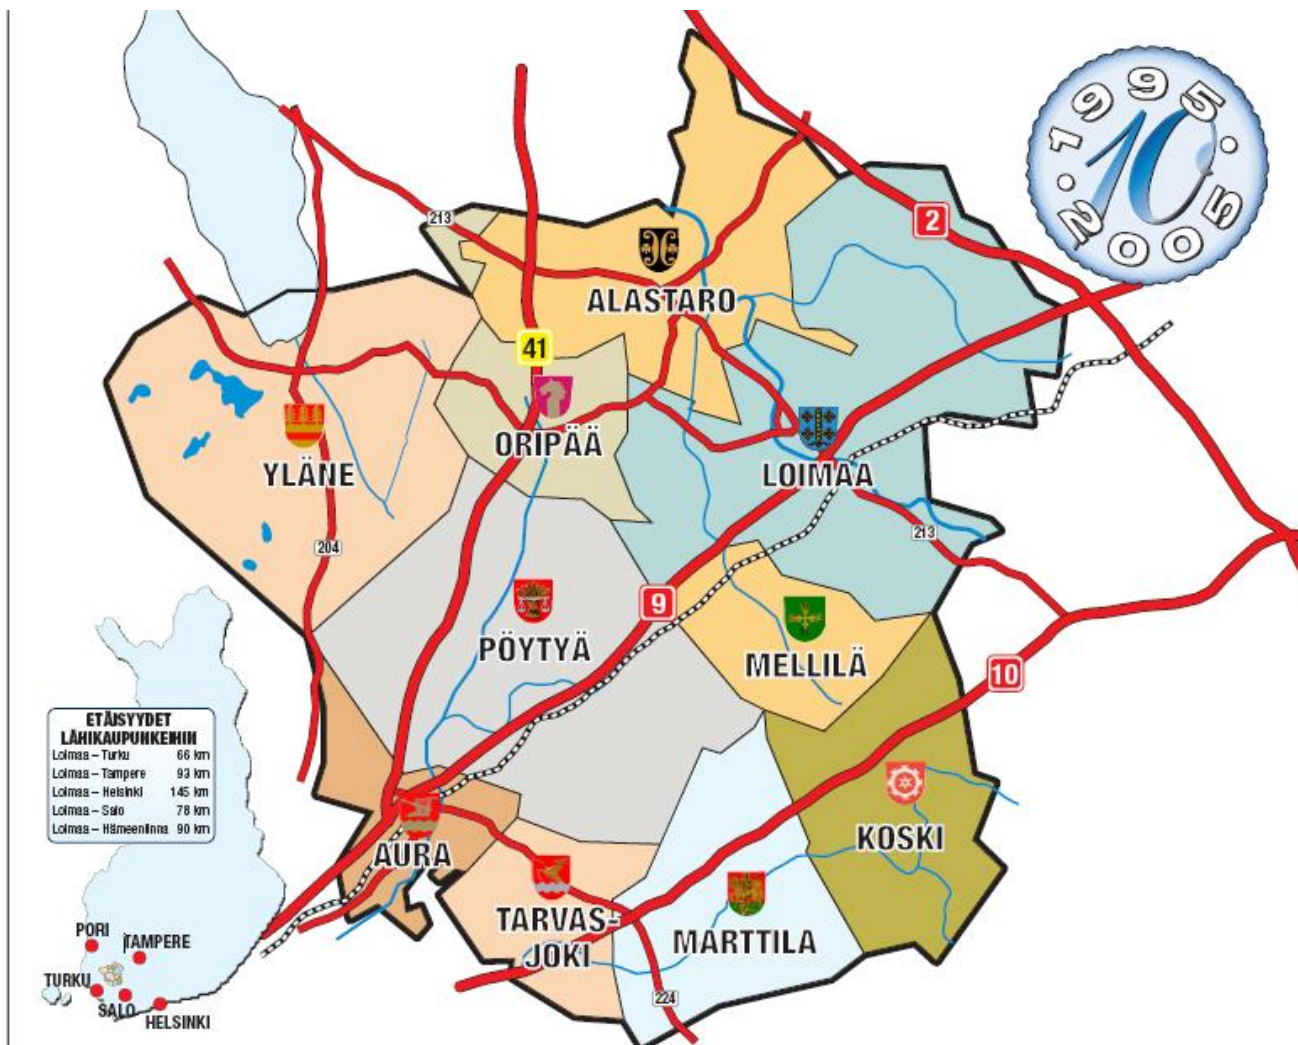 1995 • 2005 •
10
2
213
ALASTARO
41
ORIPÄÄ
YLÄNE
LOIMAA
213
204
9
PÖYTYÄ
MELLILÄ
10
ETÄISYYDET
LÄHIKAUPUNKEIHIN
Loimaa – Turku 66 km
Loimaa – Tampere 93 km
Loimaa – Helsinki 145 km
Loimaa – Salo 78 km
Loimaa – Hämeenlinna 90 km
KOSKI
AURA
TARVAS-
JOKI
MARTTILA
224
PORI
TAMPERE
TURKU
SALO
HELSINKI